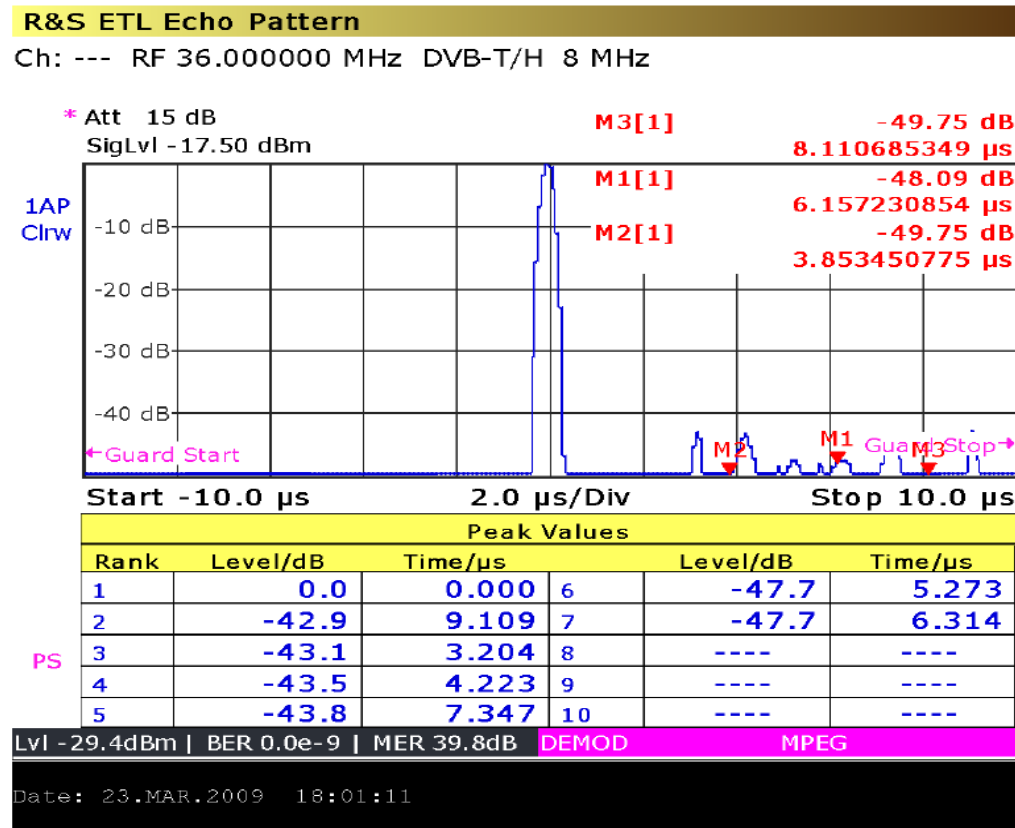 R&S ETL Echo Pattern
Ch: --- RF 36.000000 MHz DVB-T/H 8 MHz
* Att 15 dB
SigLvl -17.50 dBm
M3[1] -49.75 dB
8.110685349 µs
M1[1] -48.09 dB
6.157230854 µs
M2[1] -49.75 dB
3.853450775 µs
1AP
Clrw
-10 dB
-20 dB
-30 dB
-40 dB
←Guard Start
M2
M1
Guard Stop→
M3
Start -10.0 µs 2.0 µs/Div Stop 10.0 µs
Peak Values
Rank Level/dB Time/µs Level/dB Time/µs
1 0.0 0.000 6 -47.7 5.273
2 -42.9 9.109 7 -47.7 6.314
3 -43.1 3.204 8 ---- ----
4 -43.5 4.223 9 ---- ----
5 -43.8 7.347 10 ---- ----
PS
Lvl -29.4dBm | BER 0.0e-9 | MER 39.8dB DEMOD MPEG
Date: 23.MAR.2009 18:01:11